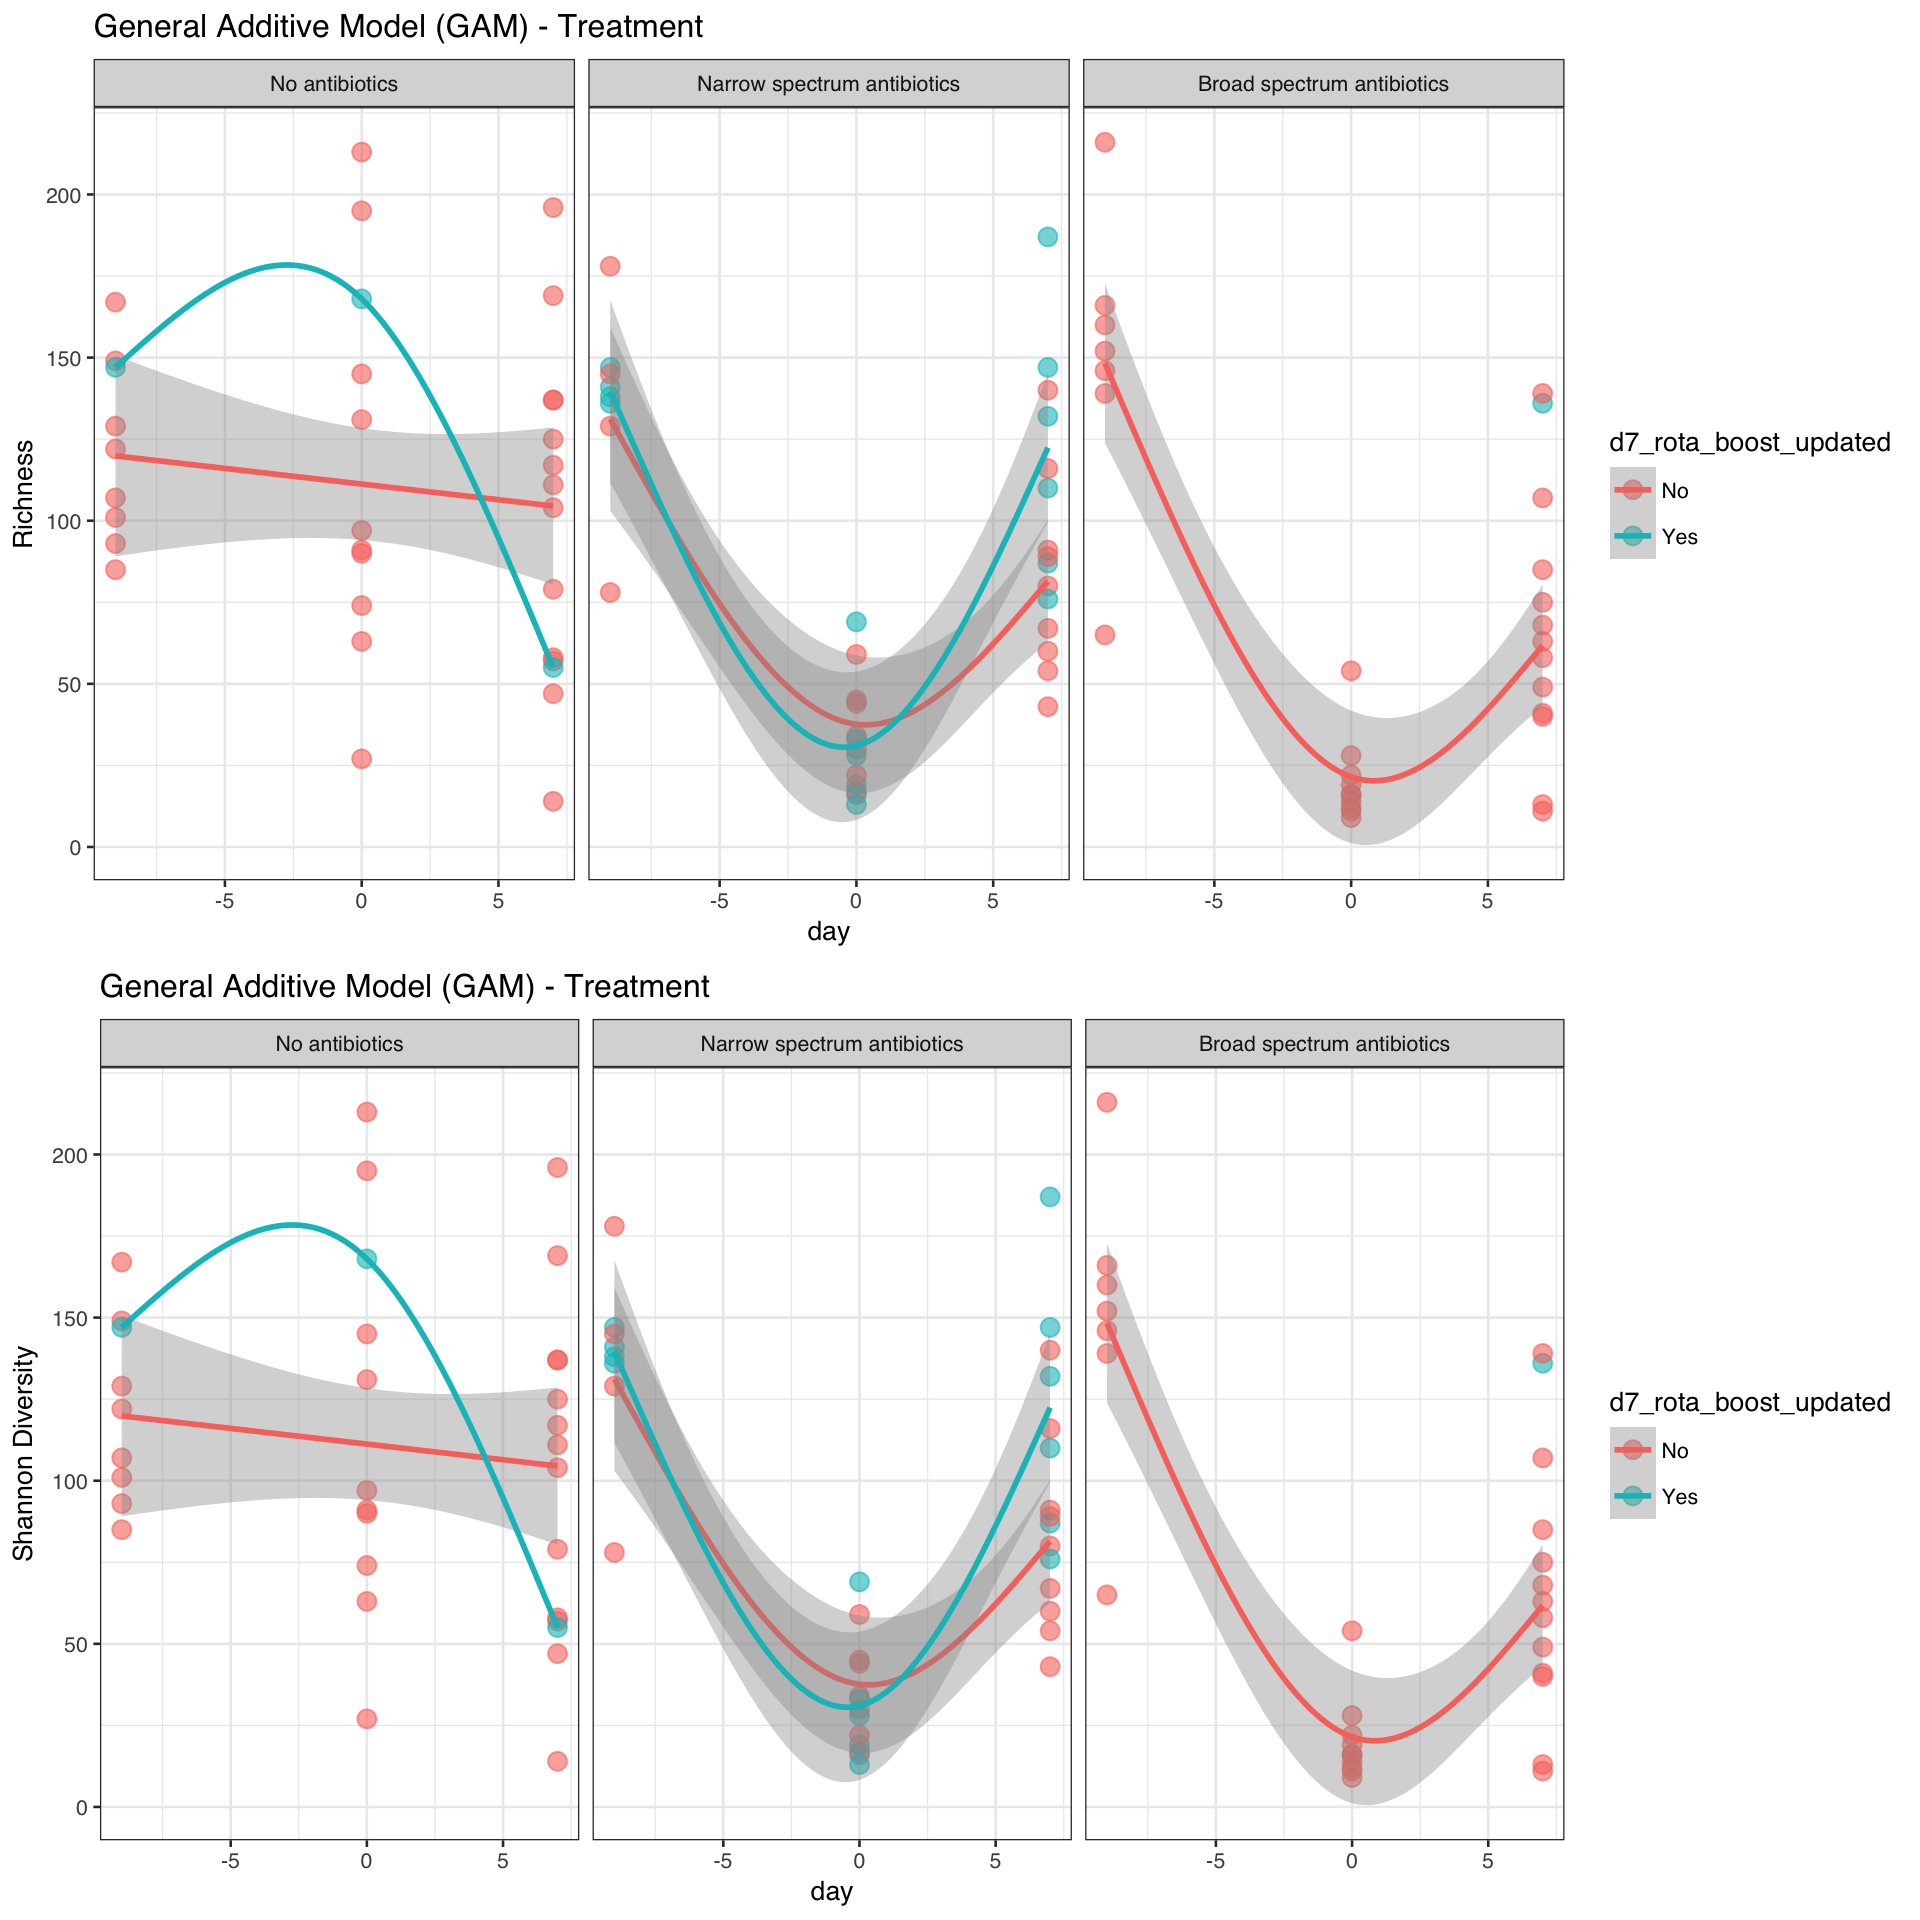 General Additive Model (GAM) - Treatment
No antibiotics
Narrow spectrum antibiotics
Broad spectrum antibiotics
200
150
100
50
0
Richness
-5 0 5
-5 0 5
-5 0 5
day
d7_rota_boost_updated
No
Yes
General Additive Model (GAM) - Treatment
No antibiotics
Narrow spectrum antibiotics
Broad spectrum antibiotics
200
150
100
50
0
Shannon Diversity
-5 0 5
-5 0 5
-5 0 5
day
d7_rota_boost_updated
No
Yes